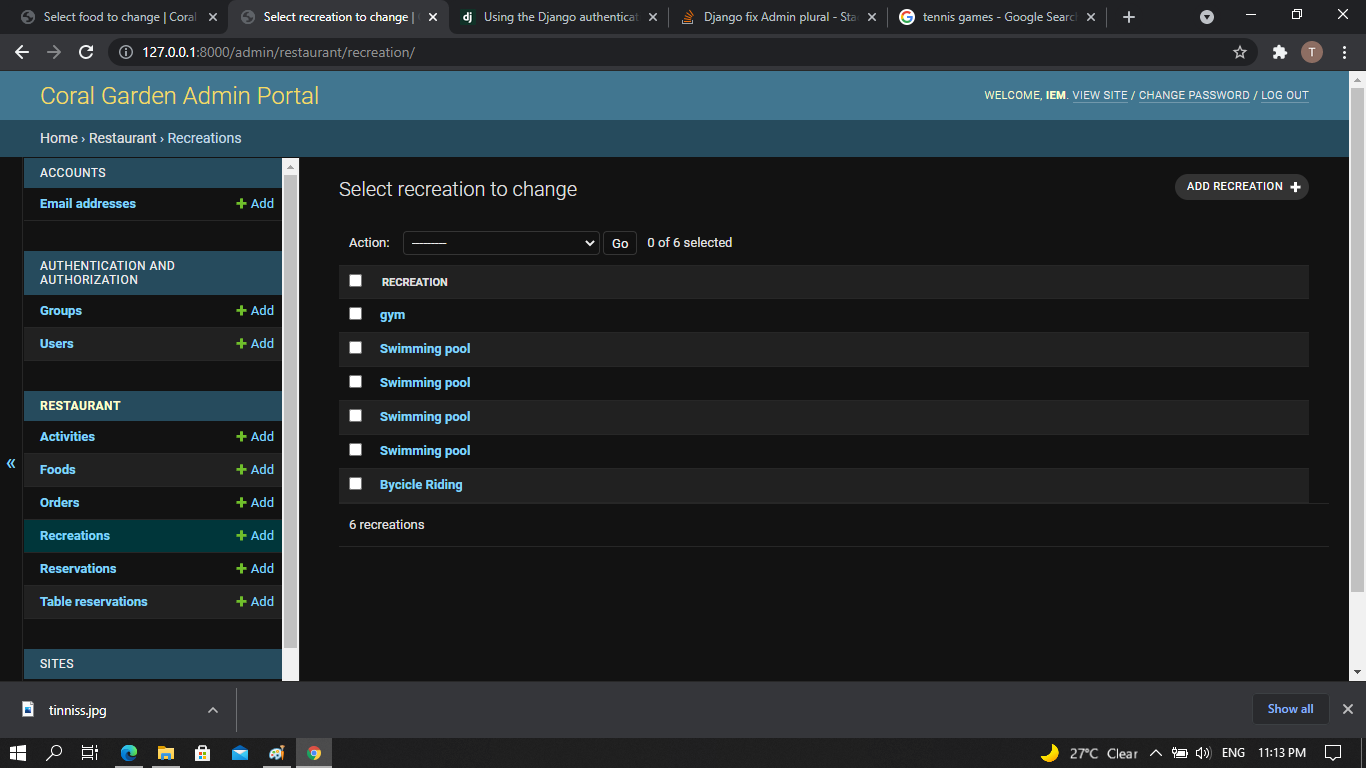 Select food to change | Coral
Select recreation to change |
dj Using the Django authenticat
Django fix Admin plural - Sta
tennis games - Google Search
127.0.0.1:8000/admin/restaurant/recreation/
T
Coral Garden Admin Portal
WELCOME, IEM. VIEW SITE / CHANGE PASSWORD / LOG OUT
Home › Restaurant › Recreations
ACCOUNTS
Email addresses + Add
AUTHENTICATION AND
AUTHORIZATION
Groups + Add
Users + Add
RESTAURANT
Activities + Add
Foods + Add
Orders + Add
Recreations + Add
Reservations + Add
Table reservations + Add
SITES
«
Select recreation to change
ADD RECREATION +
Action: --------- Go 0 of 6 selected
RECREATION
gym
Swimming pool
Swimming pool
Swimming pool
Swimming pool
Bycicle Riding
6 recreations
tinniss.jpg
Show all
27°C Clear ENG 11:13 PM